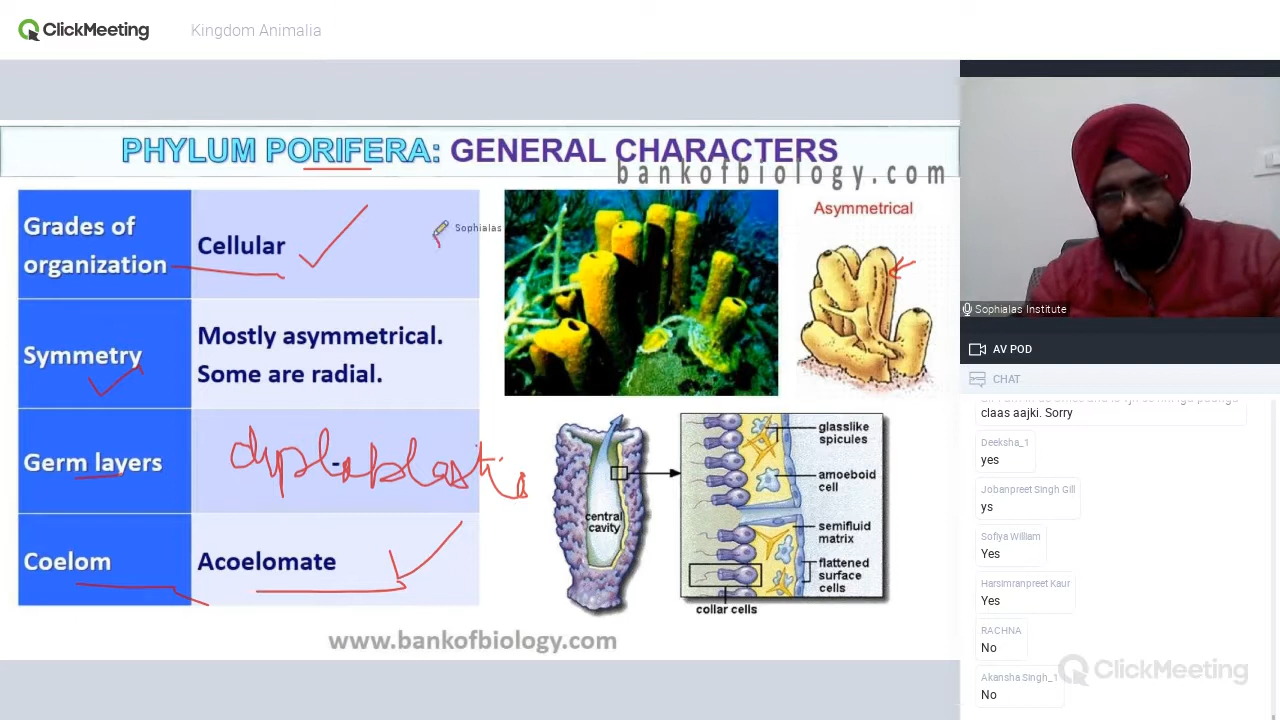 ClickMeeting
Kingdom Animalia
PHYLUM PORIFERA: GENERAL CHARACTERS
bankofbiology.com
Grades of
organization
Cellular
Sophialas
Asymmetrical
Symmetry
Mostly asymmetrical.
Some are radial.
Germ layers
Coelom
Acoelomate
central
cavity
glasslike
spicules
amoeboid
cell
semifluid
matrix
flattened
surface
cells
collar cells
www.bankofbiology.com
Sophialas Institute
AV POD
CHAT
claas aajki. Sorry
Deeksha_1
yes
Jobanpreet Singh Gill
ys
Sofiya William
Yes
Harsimranpreet Kaur
Yes
RACHNA
No
Akansha Singh_1
No
ClickMeeting